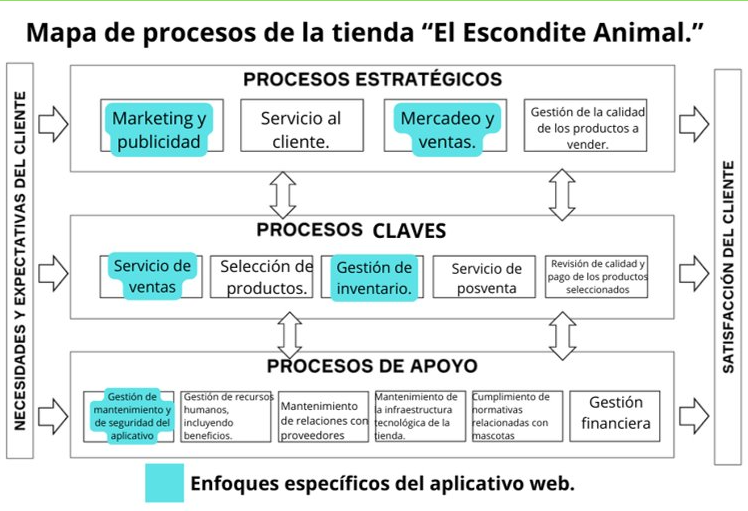 Mapa de procesos de la tienda “El Escondite Animal.”
NECESIDADES Y EXPECTATIVAS DEL CLIENTE
PROCESOS ESTRATÉGICOS
Marketing y
publicidad
Servicio al
cliente.
Mercadeo y
ventas.
Gestión de la calidad
de los productos a
vender.
PROCESOS CLAVES
Servicio de
ventas
Selección de
productos.
Gestión de
inventario.
Servicio de
posventa
Revisión de calidad y
pago de los productos
seleccionados
PROCESOS DE APOYO
Gestión de
mantenimiento y
de seguridad del
aplicativo
Gestión de recursos
humanos,
incluyendo
beneficios.
Mantenimiento
de relaciones con
proveedores
Mantenimiento de
la infraestructura
tecnológica de la
tienda.
Cumplimiento de
normativas
relacionadas con
mascotas
Gestión
financiera
SATISFACCIÓN DEL CLIENTE
Enfoques específicos del aplicativo web.